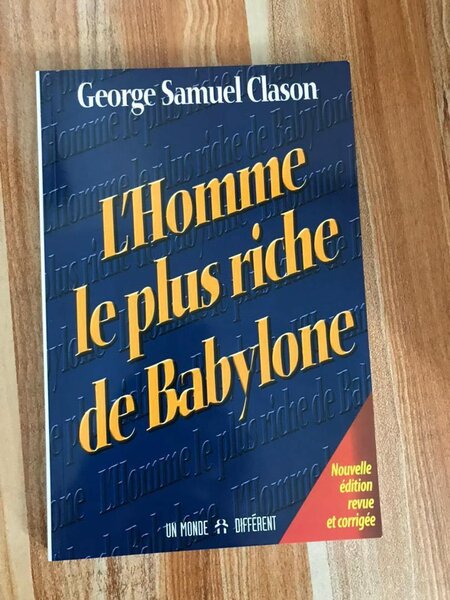 George Samuel Clason
L'Homme
le plus riche
de Babylone
Nouvelle
édition
revue
et corrigée
UN MONDE DIFFÉRENT